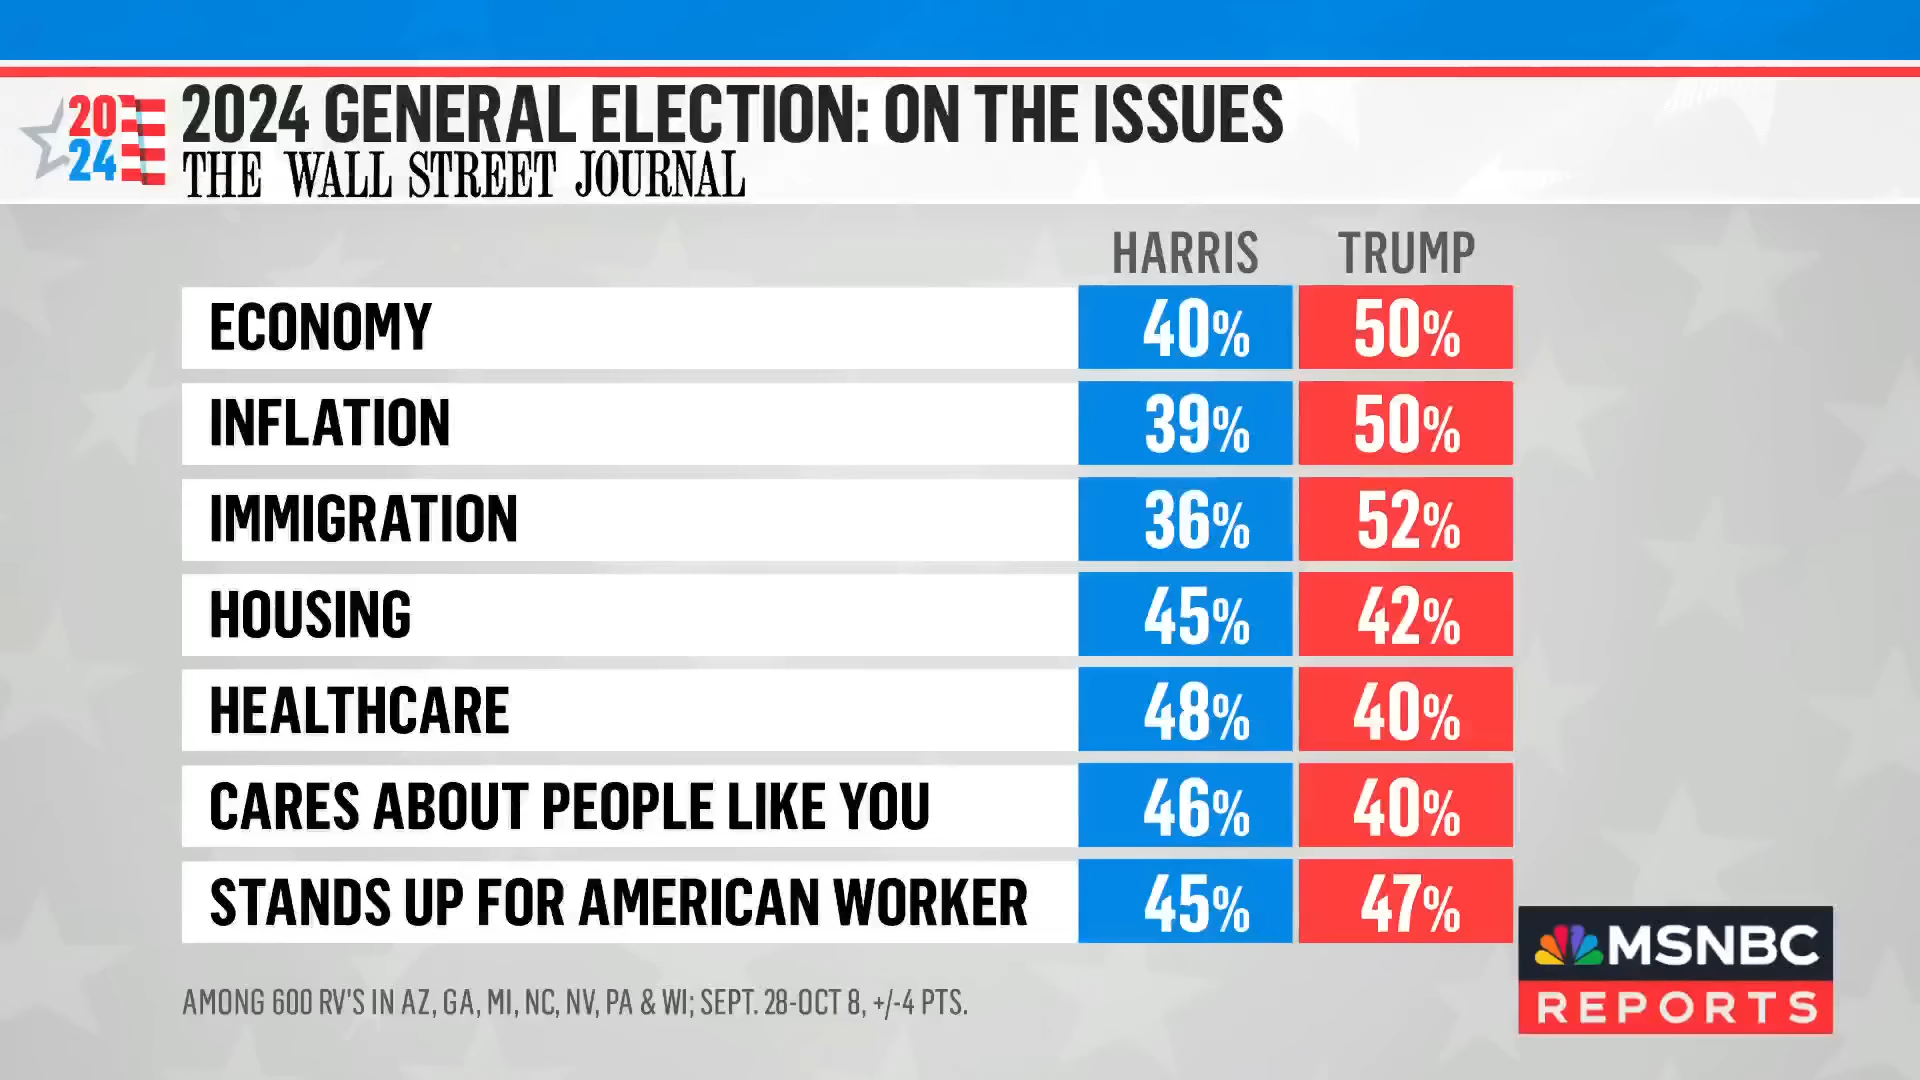 20
24
2024 GENERAL ELECTION: ON THE ISSUES
THE WALL STREET JOURNAL
HARRIS TRUMP
ECONOMY 40% 50%
INFLATION 39% 50%
IMMIGRATION 36% 52%
HOUSING 45% 42%
HEALTHCARE 48% 40%
CARES ABOUT PEOPLE LIKE YOU 46% 40%
STANDS UP FOR AMERICAN WORKER 45% 47%
AMONG 600 RV'S IN AZ, GA, MI, NC, NV, PA & WI; SEPT. 28-OCT 8, +/-4 PTS.
MSNBC
REPORTS